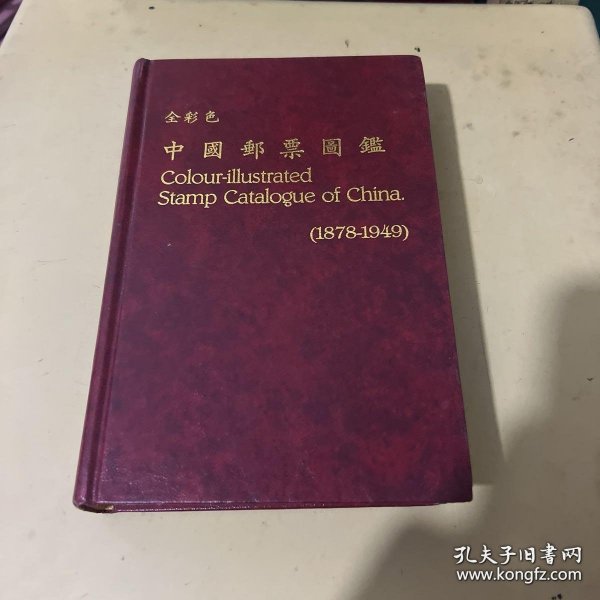 全彩色
中國郵票圖鑑
Colour-illustrated
Stamp Catalogue of China.
(1878-1949)
孔夫子旧書网
www.kongfz.com